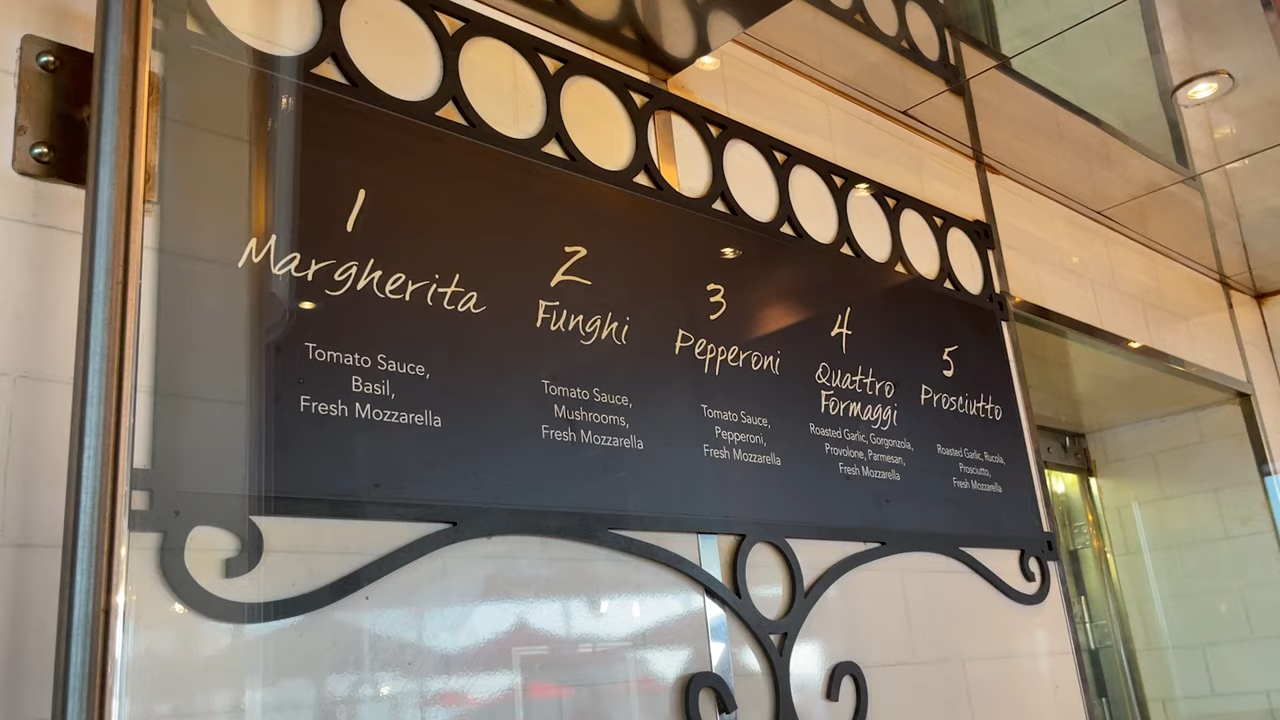 1
Margherita
Tomato Sauce,
Basil,
Fresh Mozzarella
2
Funghi
Tomato Sauce,
Mushrooms,
Fresh Mozzarella
3
Pepperoni
Tomato Sauce,
Pepperoni,
Fresh Mozzarella
4
Quattro
Formaggi
Roasted Garlic, Gorgonzola,
Provolone, Parmesan,
Fresh Mozzarella
5
Prosciutto
Roasted Garlic, Rucola,
Prosciutto,
Fresh Mozzarella